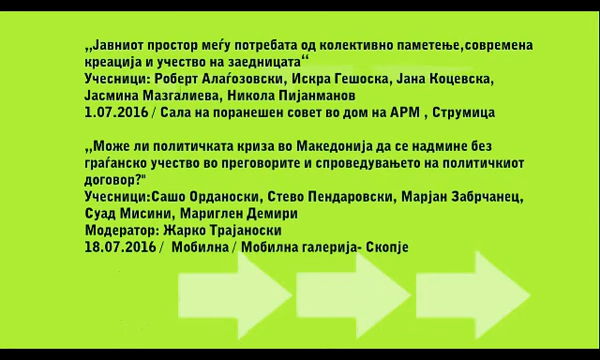 ,,Јавниот простор меѓу потребата од колективно паметење,современа
креација и учество на заедницата“
Учесници: Роберт Алаѓозовски, Искра Гешоска, Јана Коцевска,
Јасмина Мазгалиева, Никола Пијанманов
1.07.2016 / Сала на поранешен совет во дом на АРМ , Струмица
,,Може ли политичката криза во Македонија да се надмине без
граѓанско учество во преговорите и спроведувањето на политичкиот
договор?"
Учесници:Сашо Орданоски, Стево Пендаровски, Марјан Забрчанец,
Суад Мисини, Мариглен Демири
Модератор: Жарко Трајаноски
18.07.2016 / Мобилна / Мобилна галерија- Скопје